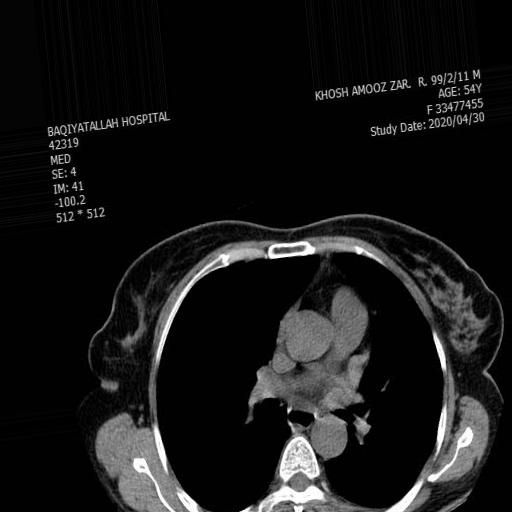 BAQIYATALLAH HOSPITAL
42319
MED
SE: 4
IM: 41
-100.2
512 * 512
KHOSH AMOOZ ZAR. R. 99/2/11 M
AGE: 54Y
F 33477455
Study Date: 2020/04/30